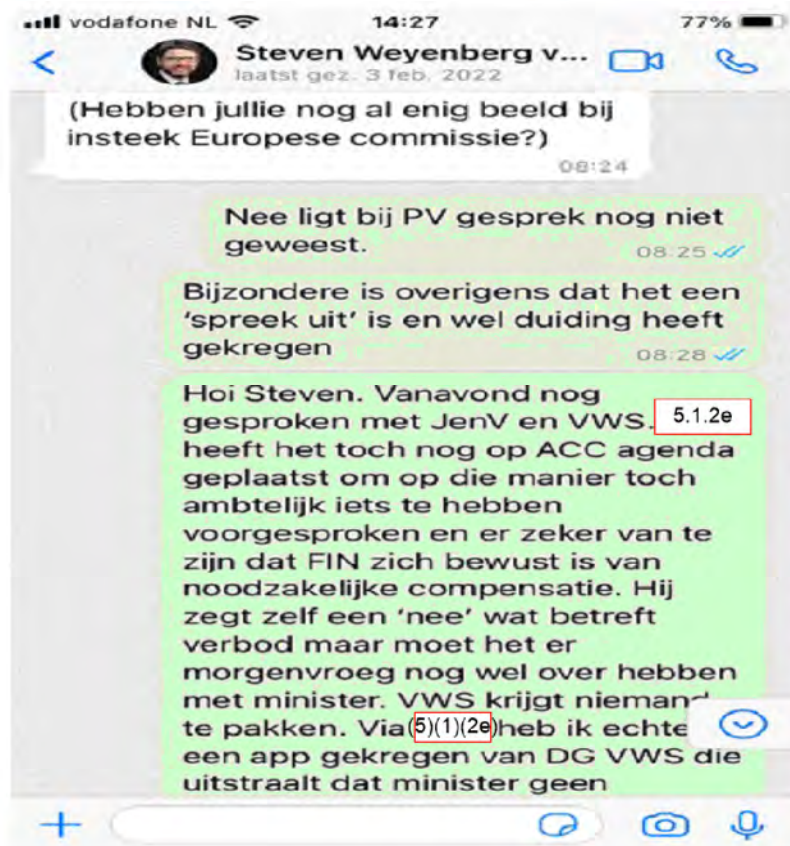 vodafone NL 14:27 77%
Steven Weyenberg v...
laatst gez. 3 feb. 2022
(Hebben jullie nog al enig beeld bij
insteek Europese commissie?)
08:24
Nee ligt bij PV gesprek nog niet
geweest.
08:25
Bijzondere is overigens dat het een
‘spreek uit’ is en wel duiding heeft
gekregen
08:28
Hoi Steven. Vanavond nog
gesproken met JenV en VWS. 5.1.2e
heeft het toch nog op ACC agenda
geplaatst om op die manier toch
ambtelijk iets te hebben
voorgesproken en er zeker van te
zijn dat FIN zich bewust is van
noodzakelijke compensatie. Hij
zegt zelf een ‘nee’ wat betreft
verbod maar moet het er
morgenvroeg nog wel over hebben
met minister. VWS krijgt niemand
te pakken. Via (5)(1)(2e) heb ik echte
een app gekregen van DG VWS die
uitstraalt dat minister geen